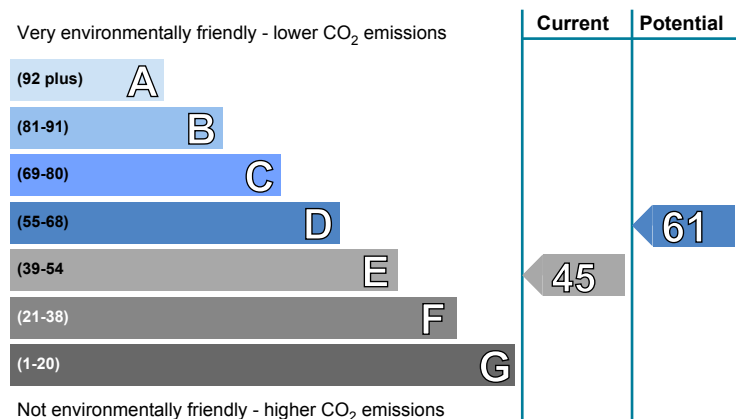 Very environmentally friendly - lower CO₂ emissions
Current
Potential
(92 plus) A
(81-91) B
(69-80) C
(55-68) D
61
(39-54 E
45
(21-38) F
(1-20) G
Not environmentally friendly - higher CO₂ emissions